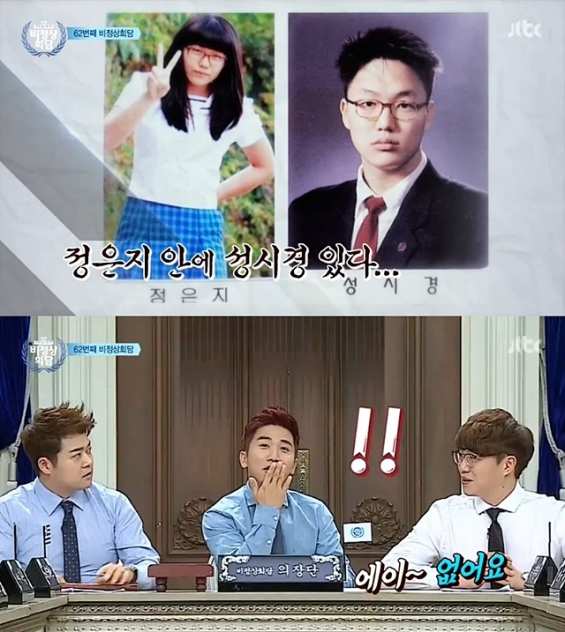 비정상회담
62번째 비정상회담
jtbc
정은지 안에 성시경 있다...
정은지
성시경
비정상회담
62번째 비정상회담
jtbc
!!
비정상회담 의장단
에이~ 없어요